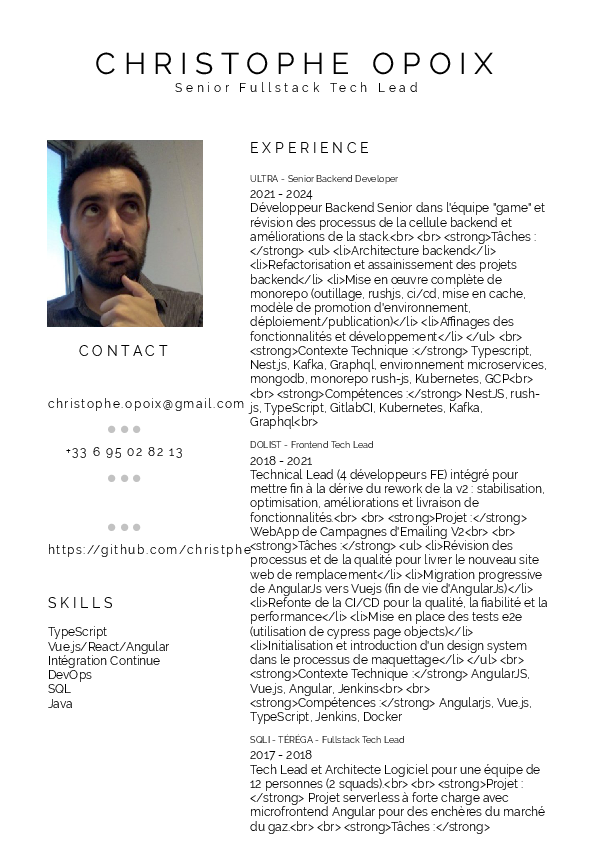 CHRISTOPHE OPOIX
Senior Fullstack Tech Lead
CONTACT
christophe.opoix@gmail.com
+33 6 95 02 82 13
https://github.com/christphe
SKILLS
TypeScript
Vue.js/React/Angular
Intégration Continue
DevOps
SQL
Java
EXPERIENCE
ULTRA - Senior Backend Developer
2021 - 2024
Développeur Backend Senior dans l'équipe "game" et
révision des processus de la cellule backend et
améliorations de la stack.<br> <br> <strong>Tâches :
</strong> <ul> <li>Architecture backend</li>
<li>Refactorisation et assainissement des projets
backend</li> <li>Mise en œuvre complète de
monorepo (outillage, rushjs, ci/cd, mise en cache,
modèle de promotion d'environnement,
déploiement/publication)</li> <li>Affinages des
fonctionnalités et développement</li> </ul> <br>
<strong>Contexte Technique :</strong> Typescript,
Nest.js, Kafka, Graphql, environnement microservices,
mongodb, monorepo rush-js, Kubernetes, GCP<br>
<br> <strong>Compétences :</strong> NestJS, rush-
js, TypeScript, GitlabCI, Kubernetes, Kafka,
Graphql<br>
DOLIST - Frontend Tech Lead
2018 - 2021
Technical Lead (4 développeurs FE) intégré pour
mettre fin à la dérive du rework de la v2 : stabilisation,
optimisation, améliorations et livraison de
fonctionnalités.<br> <br> <strong>Projet :</strong>
WebApp de Campagnes d'Emailing V2<br> <br>
<strong>Tâches :</strong> <ul> <li>Révision des
process et de la qualité pour livrer le nouveau site
web de remplacement</li> <li>Migration progressive
de AngularJs vers Vuejs (fin de vie d'AngularJs)</li>
<li>Refonte de la CI/CD pour la qualité, la fiabilité et la
performance</li> <li>Mise en place des tests e2e
(utilisation de cypress page objects)</li>
<li>Initialisation et introduction d'un design system
dans le processus de maquettage</li> </ul> <br>
<strong>Contexte Technique :</strong> AngularJS,
Vue.js, Angular, Jenkins<br> <br>
<strong>Compétences :</strong> Angularjs, Vue.js,
TypeScript, Jenkins, Docker
SQLI - TÉRÉGA - Fullstack Tech Lead
2017 - 2018
Tech Lead et Architecte Logiciel pour une équipe de
12 personnes (2 squads).<br> <br> <strong>Projet :
</strong> Projet serverless à forte charge avec
microfrontend Angular pour des enchères du marché
du gaz.<br> <br> <strong>Tâches :</strong>